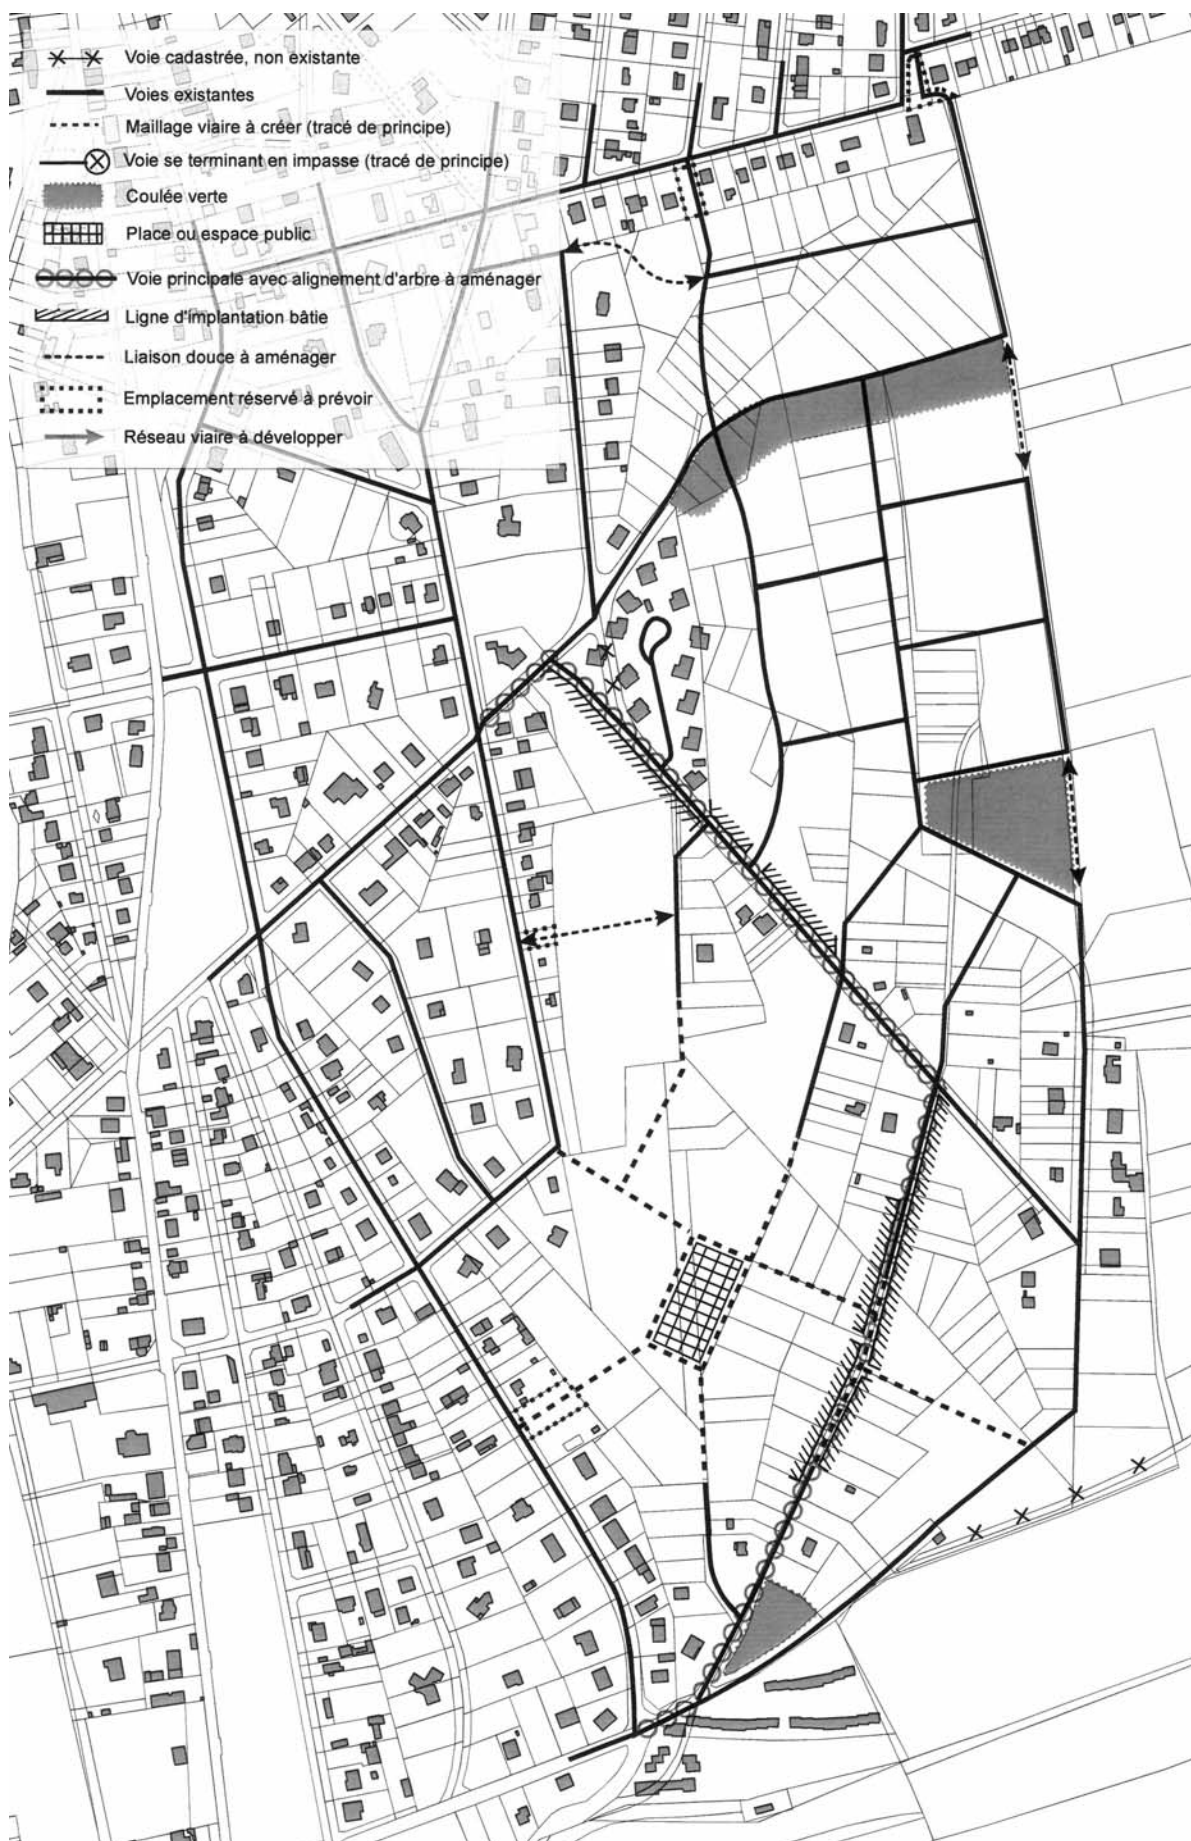 Voie cadastrée, non existante
Voies existantes
Maillage viaire à créer (tracé de principe)
Voie se terminant en impasse (tracé de principe)
Coulée verte
Place ou espace public
Voie principale avec alignement d'arbre à aménager
Ligne d'implantation bâtie
Liaison douce à aménager
Emplacement réservé à prévoir
Réseau viaire à développer